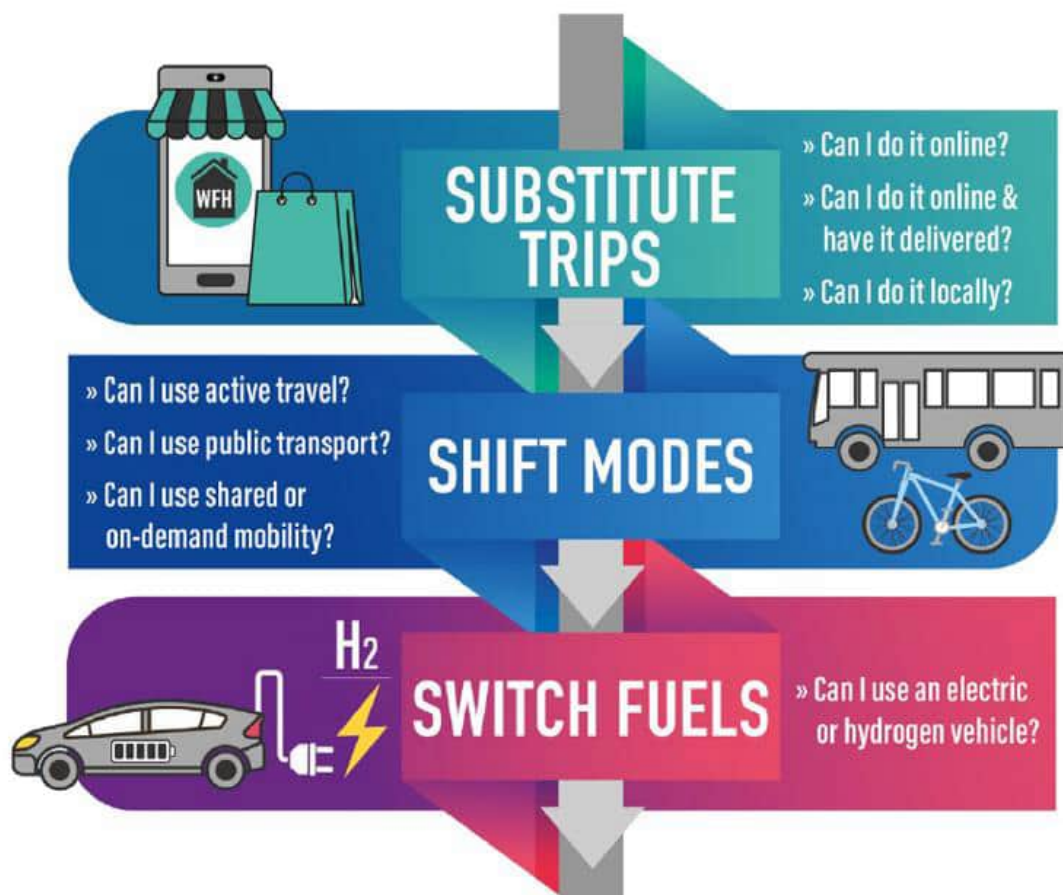 WFH
SUBSTITUTE
TRIPS
» Can I do it online?
» Can I do it online &
have it delivered?
» Can I do it locally?
» Can I use active travel?
» Can I use public transport?
» Can I use shared or
on-demand mobility?
SHIFT MODES
H2
SWITCH FUELS
» Can I use an electric
or hydrogen vehicle?